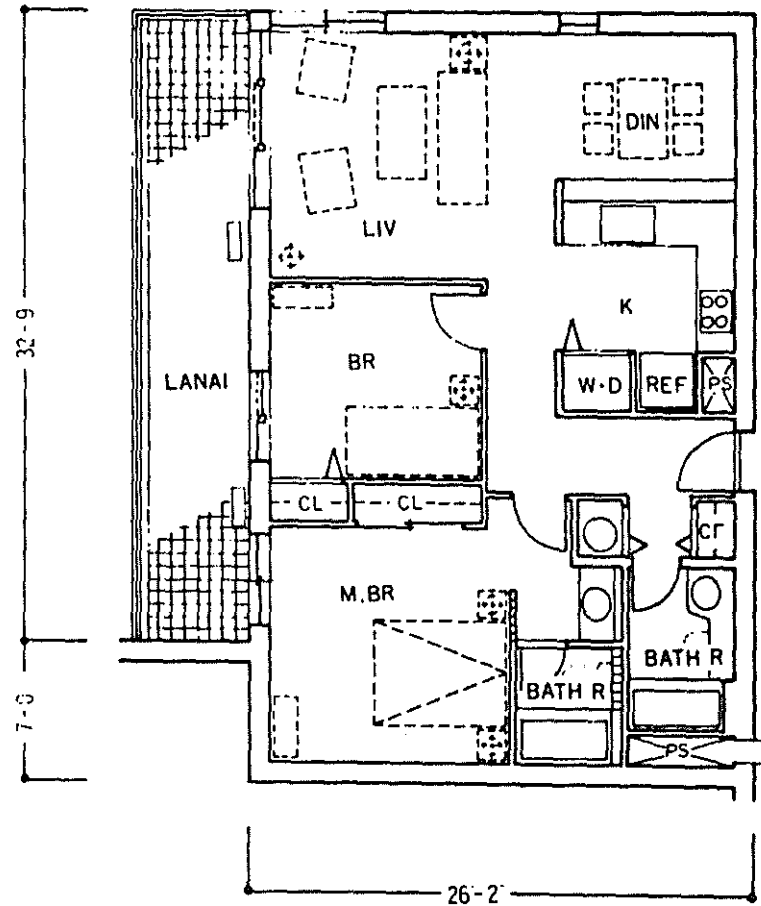 DIN
LIV
K
32-9
LANAI
BR
W·D
REF
PS
CL
CL
CL
M.BR
BATH R
BATH R
PS
7-0
26-2